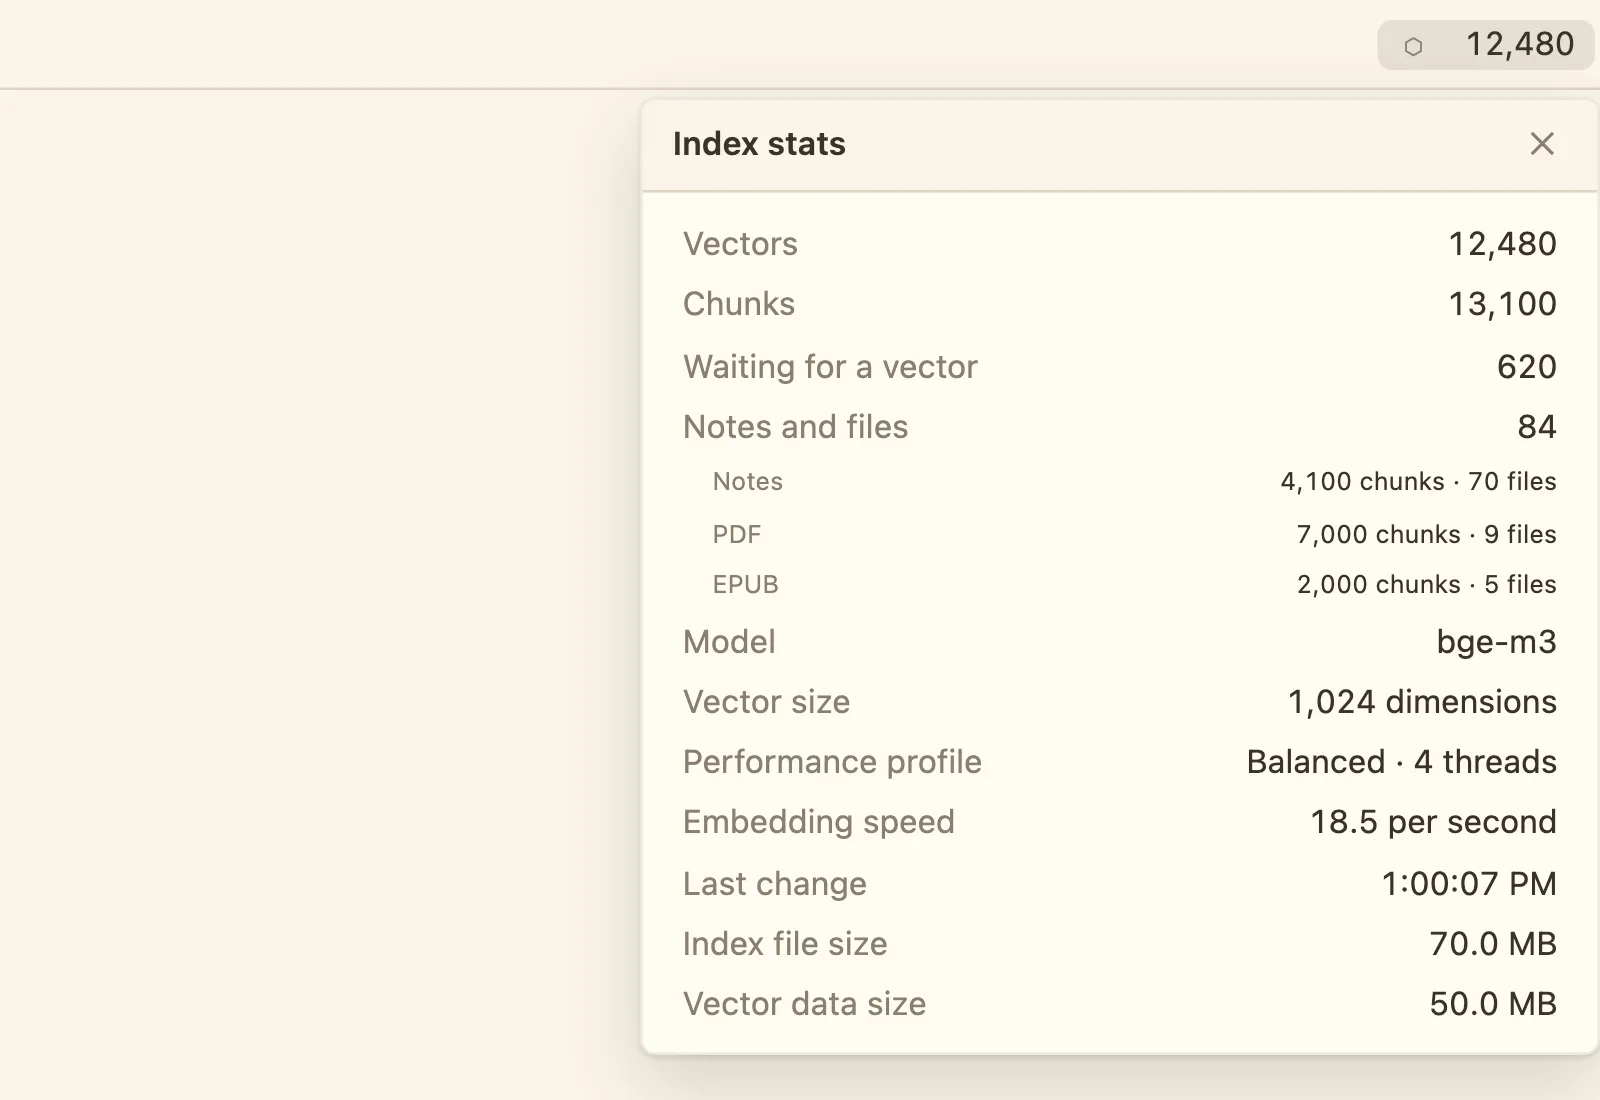 12,480
Index stats
Vectors 12,480
Chunks 13,100
Waiting for a vector 620
Notes and files 84
Notes 4,100 chunks · 70 files
PDF 7,000 chunks · 9 files
EPUB 2,000 chunks · 5 files
Model bge-m3
Vector size 1,024 dimensions
Performance profile Balanced · 4 threads
Embedding speed 18.5 per second
Last change 1:00:07 PM
Index file size 70.0 MB
Vector data size 50.0 MB